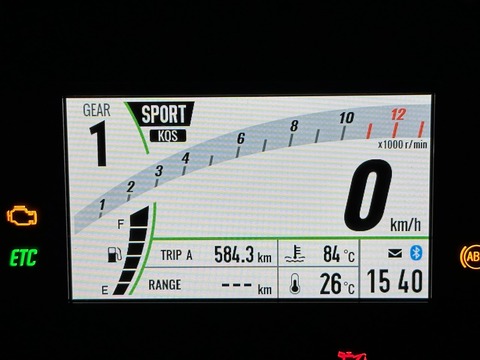 GEAR
1
SPORT
KQS
1 2 3 4 6 8 10 12
x1000 r/min
0 km/h
F
E
TRIP A 584.3 km
84 °C
RANGE --- km
26 °C
15 40
ETC
AB